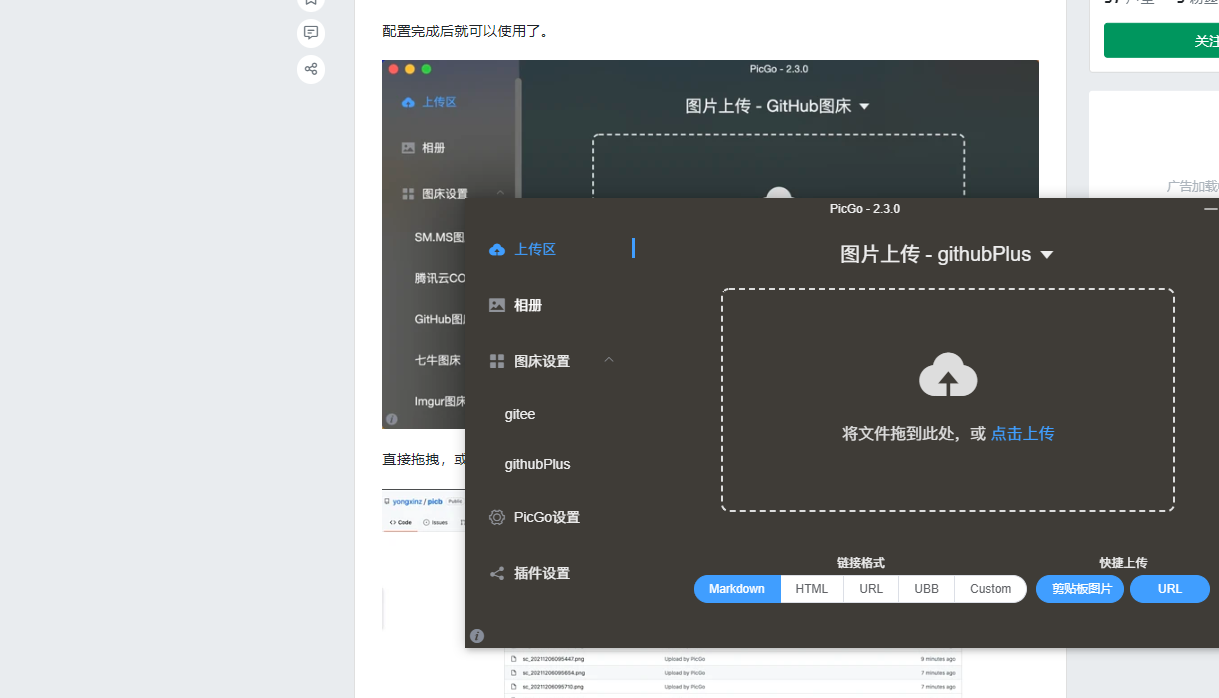 配置完成后就可以使用了。
关注
广告加载
PicGo - 2.3.0
上传区
图片上传 - GitHub图床
相册
图床设置
SM.MS图
腾讯云CO
GitHub图
七牛图床
Imgur图床
直接拖拽，或
yongxinz / picb Public
Code Issues
PicGo - 2.3.0
上传区
图片上传 - githubPlus
相册
图床设置
gitee
githubPlus
PicGo设置
插件设置
将文件拖到此处，或 点击上传
链接格式
快捷上传
Markdown HTML URL UBB Custom
剪贴板图片 URL
sc_20211206095447.png Upload by PicGo 9 minutes ago
sc_20211206095654.png Upload by PicGo 7 minutes ago
sc_20211206095710.png Upload by PicGo 7 minutes ago